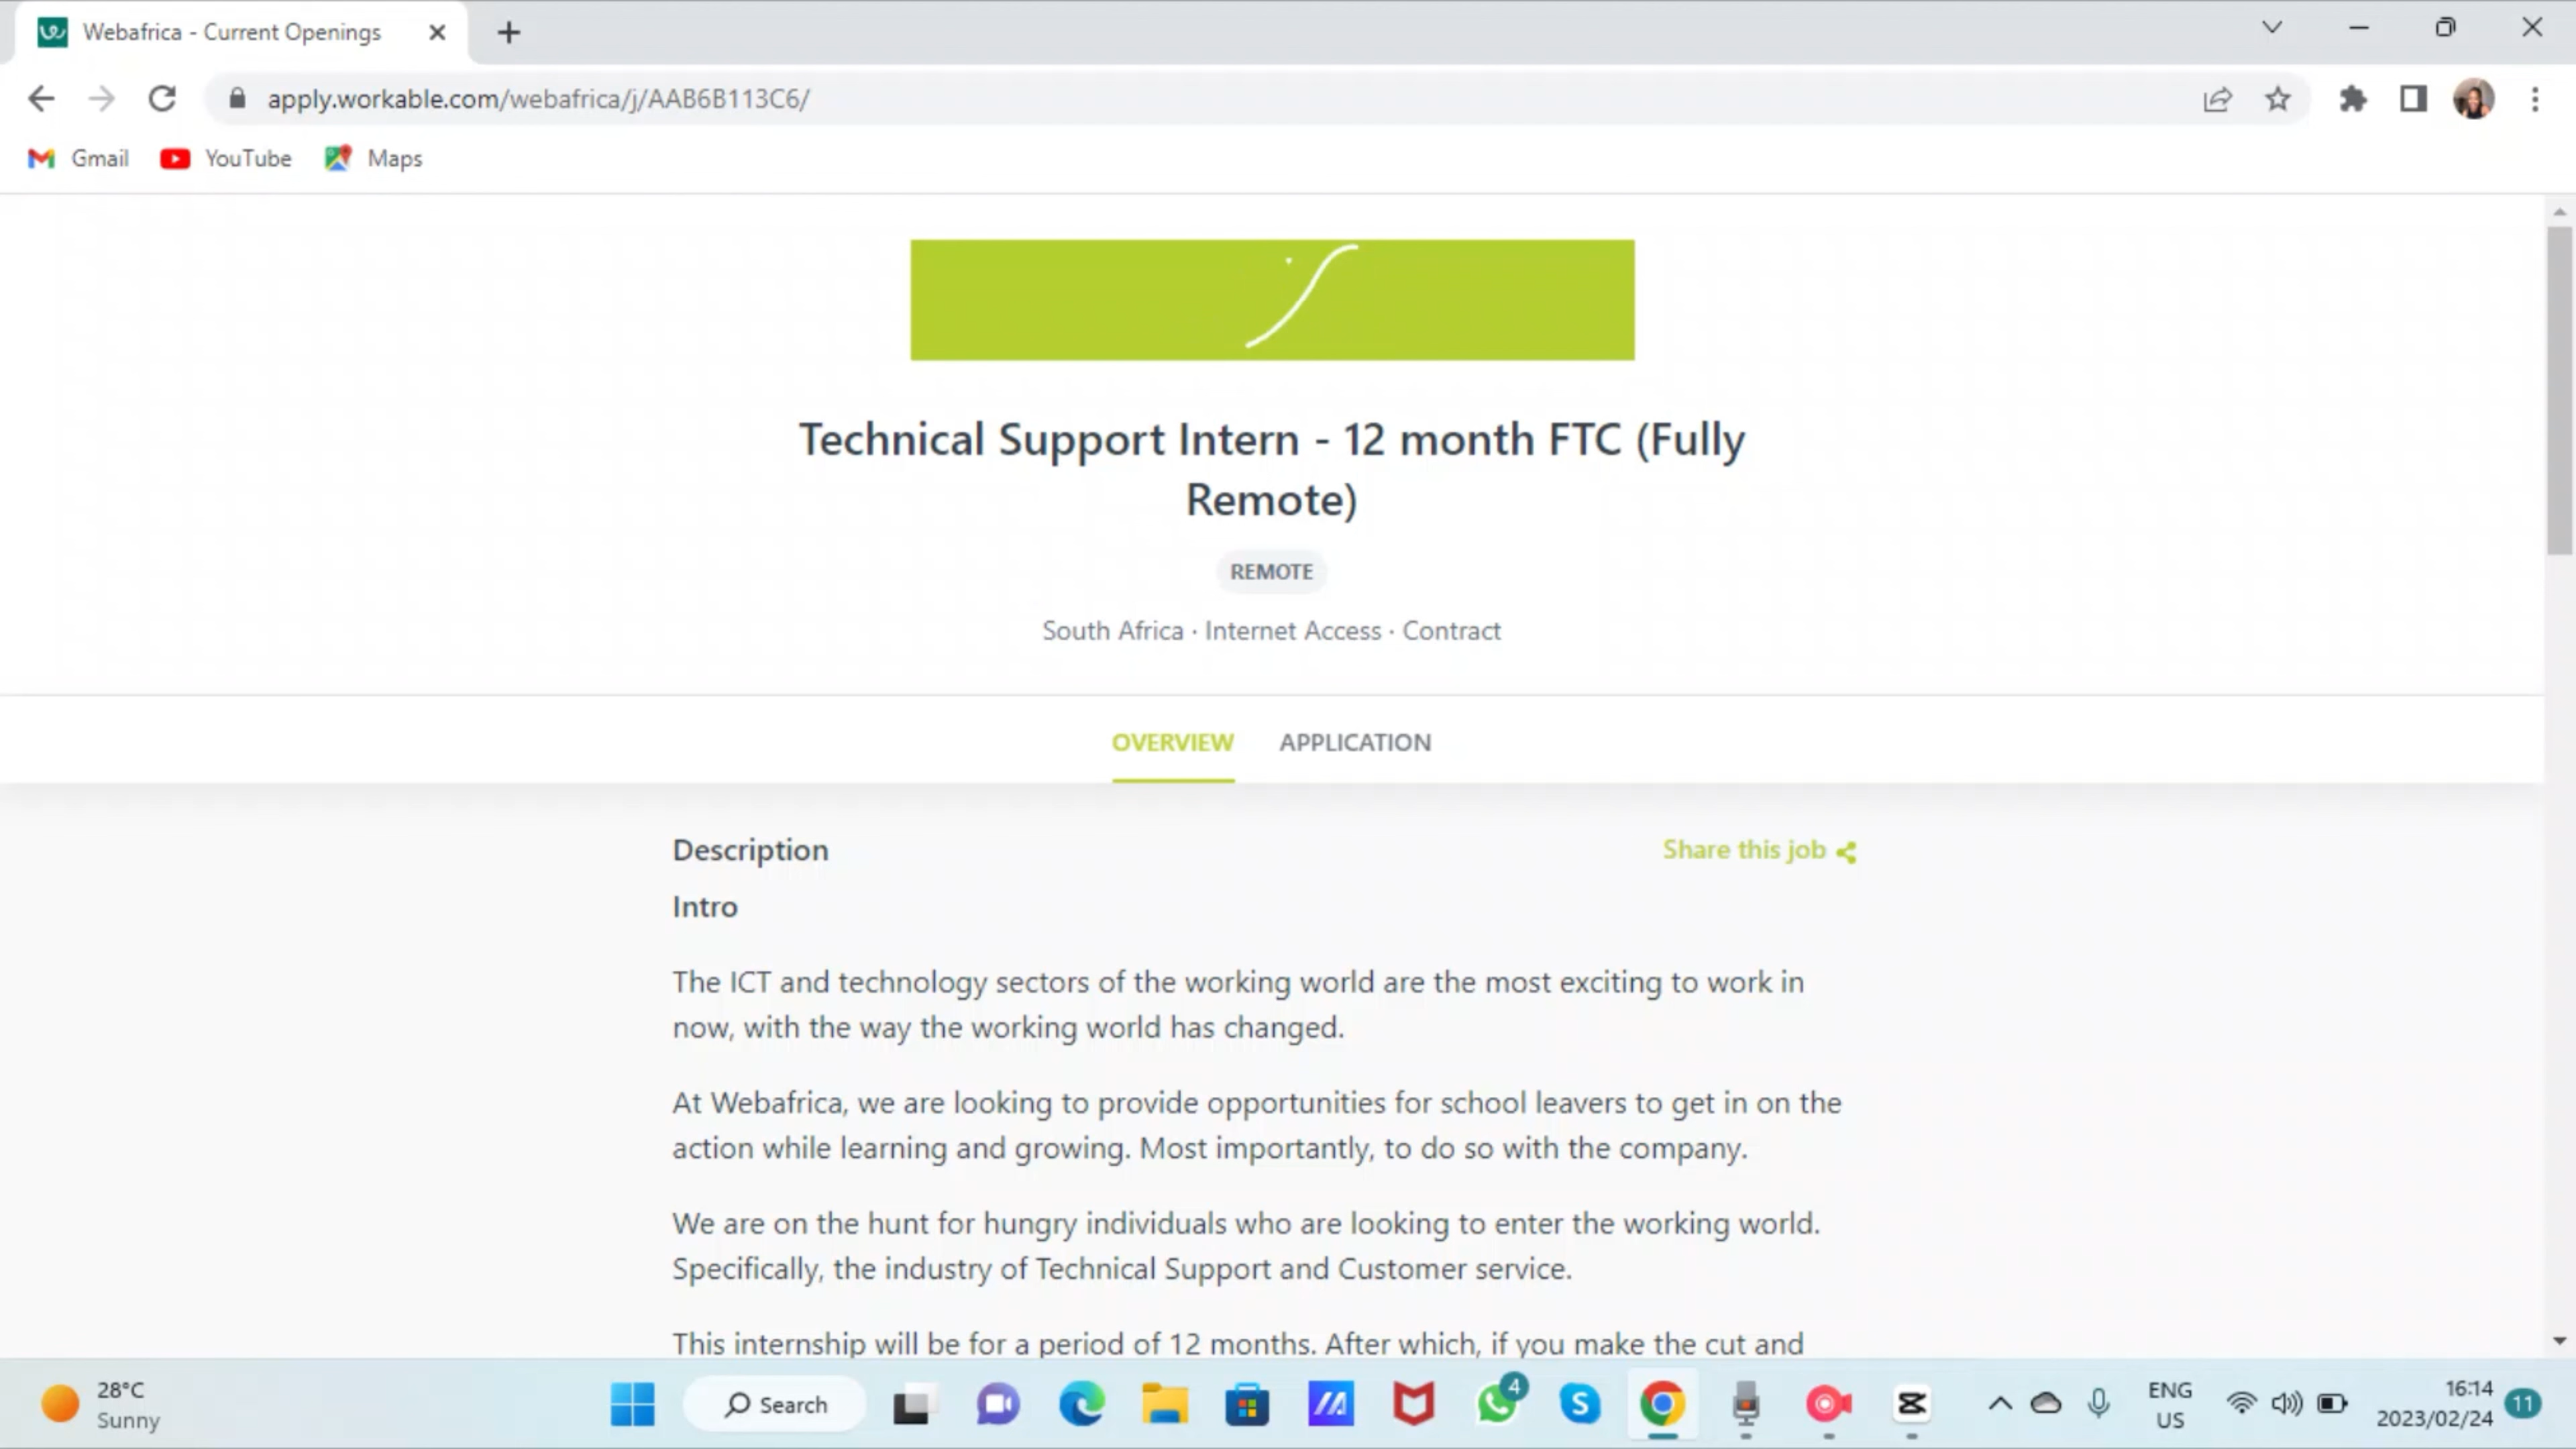 Webafrica - Current Openings
apply.workable.com/webafrica/j/AAB6B113C6/
Gmail YouTube Maps
Technical Support Intern - 12 month FTC (Fully
Remote)
REMOTE
South Africa · Internet Access · Contract
OVERVIEW APPLICATION
Description Share this job
Intro
The ICT and technology sectors of the working world are the most exciting to work in
now, with the way the working world has changed.
At Webafrica, we are looking to provide opportunities for school leavers to get in on the
action while learning and growing. Most importantly, to do so with the company.
We are on the hunt for hungry individuals who are looking to enter the working world.
Specifically, the industry of Technical Support and Customer service.
This internship will be for a period of 12 months. After which, if you make the cut and
28°C
Sunny
Search
4
ENG
US
16:14
2023/02/24
11